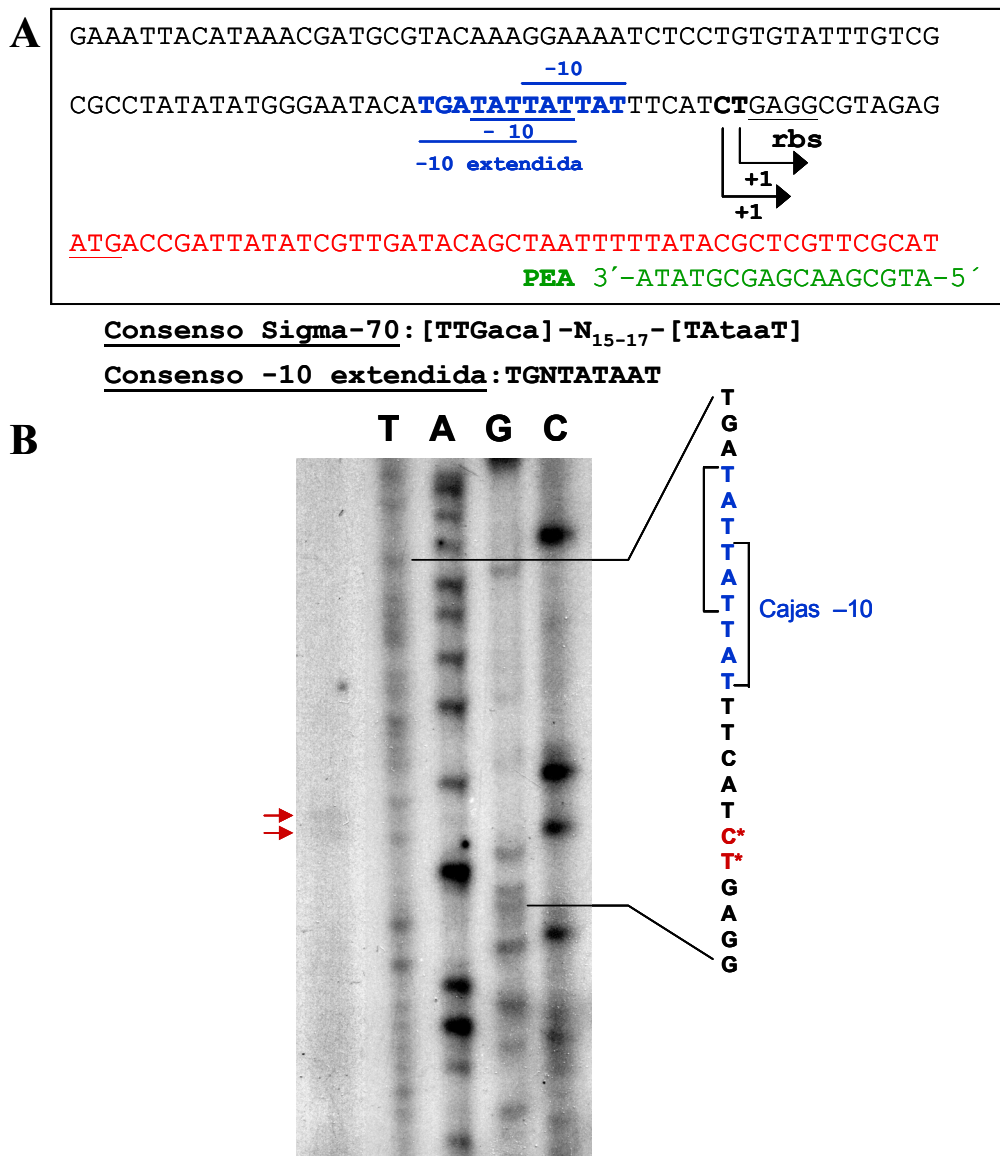 A
GAAATTACATAAACGATGCGTACAAAGGAAAATCTCCTGTGTATTTGTCG
-10
CGCCTATATATGGGAATACATGATATTATTATTTCATCTGAGGCGTAGAG
- 10
rbs
-10 extendida
+1
+1
ATGACCGATTATATCGTTGATACAGCTAATTTTTATACGCTCGTTCGCAT
PEA 3´-ATATGCGAGCAAGCGTA-5´
Consenso Sigma-70:[TTGaca]-N15-17-[TAtaaT]
Consenso -10 extendida:TGNTATAAT
B
T A G C
T
G
A
T
A
T
T
A
T
T
A
T
T
T
C
A
T
C*
T*
G
A
G
G
Cajas –10